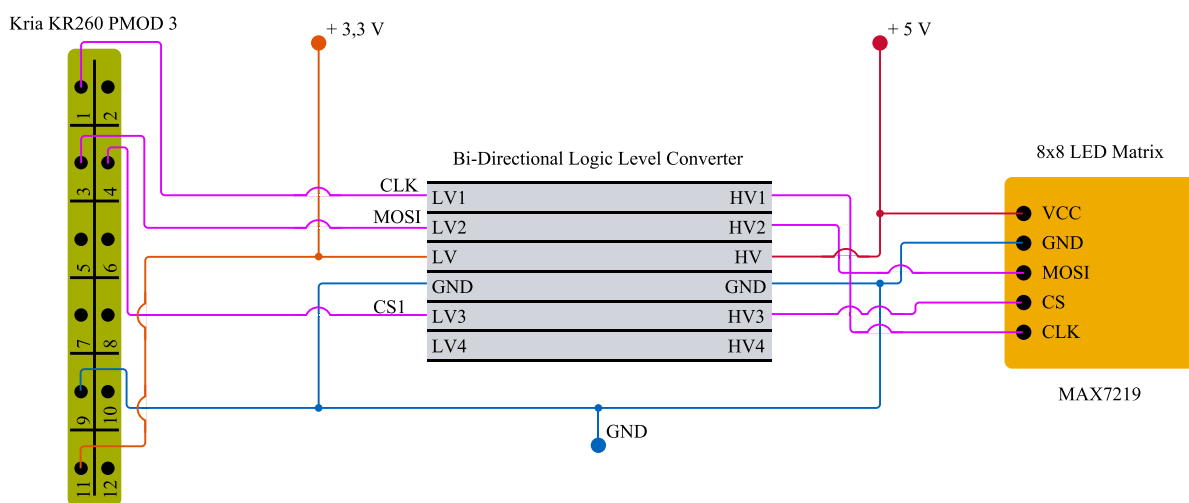 Kria KR260 PMOD 3
+ 3,3 V
+ 5 V
1
2
3
4
5
6
7
8
9
10
11
12
Bi-Directional Logic Level Converter
CLK
LV1
HV1
MOSI
LV2
HV2
LV
HV
GND
GND
CS1
LV3
HV3
LV4
HV4
GND
8x8 LED Matrix
VCC
GND
MOSI
CS
CLK
MAX7219